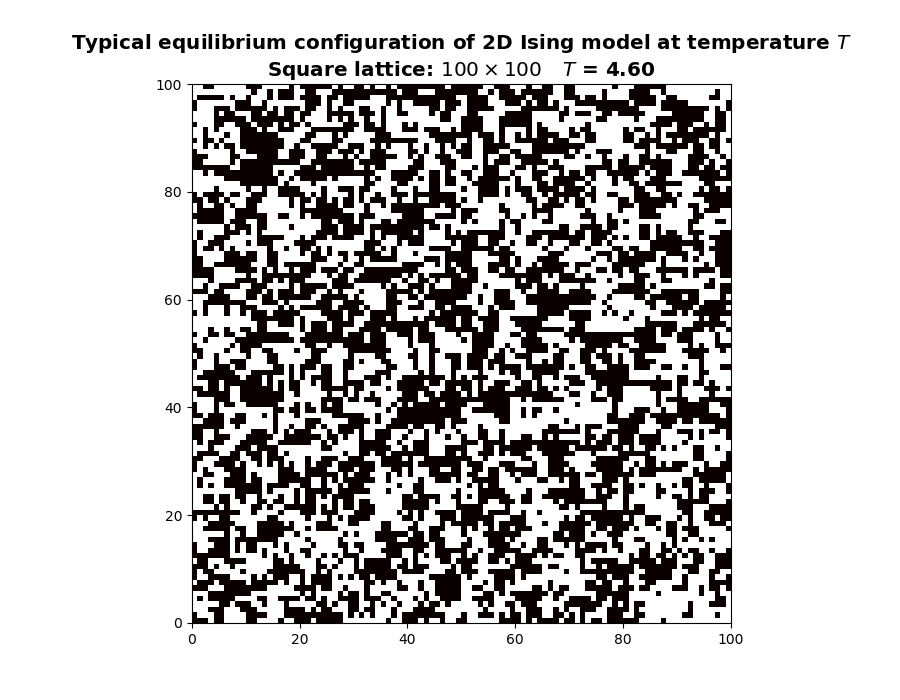 Typical equilibrium configuration of 2D Ising model at temperature T
Square lattice: 100 × 100 T = 4.60
100
80
60
40
20
0
0 20 40 60 80 100